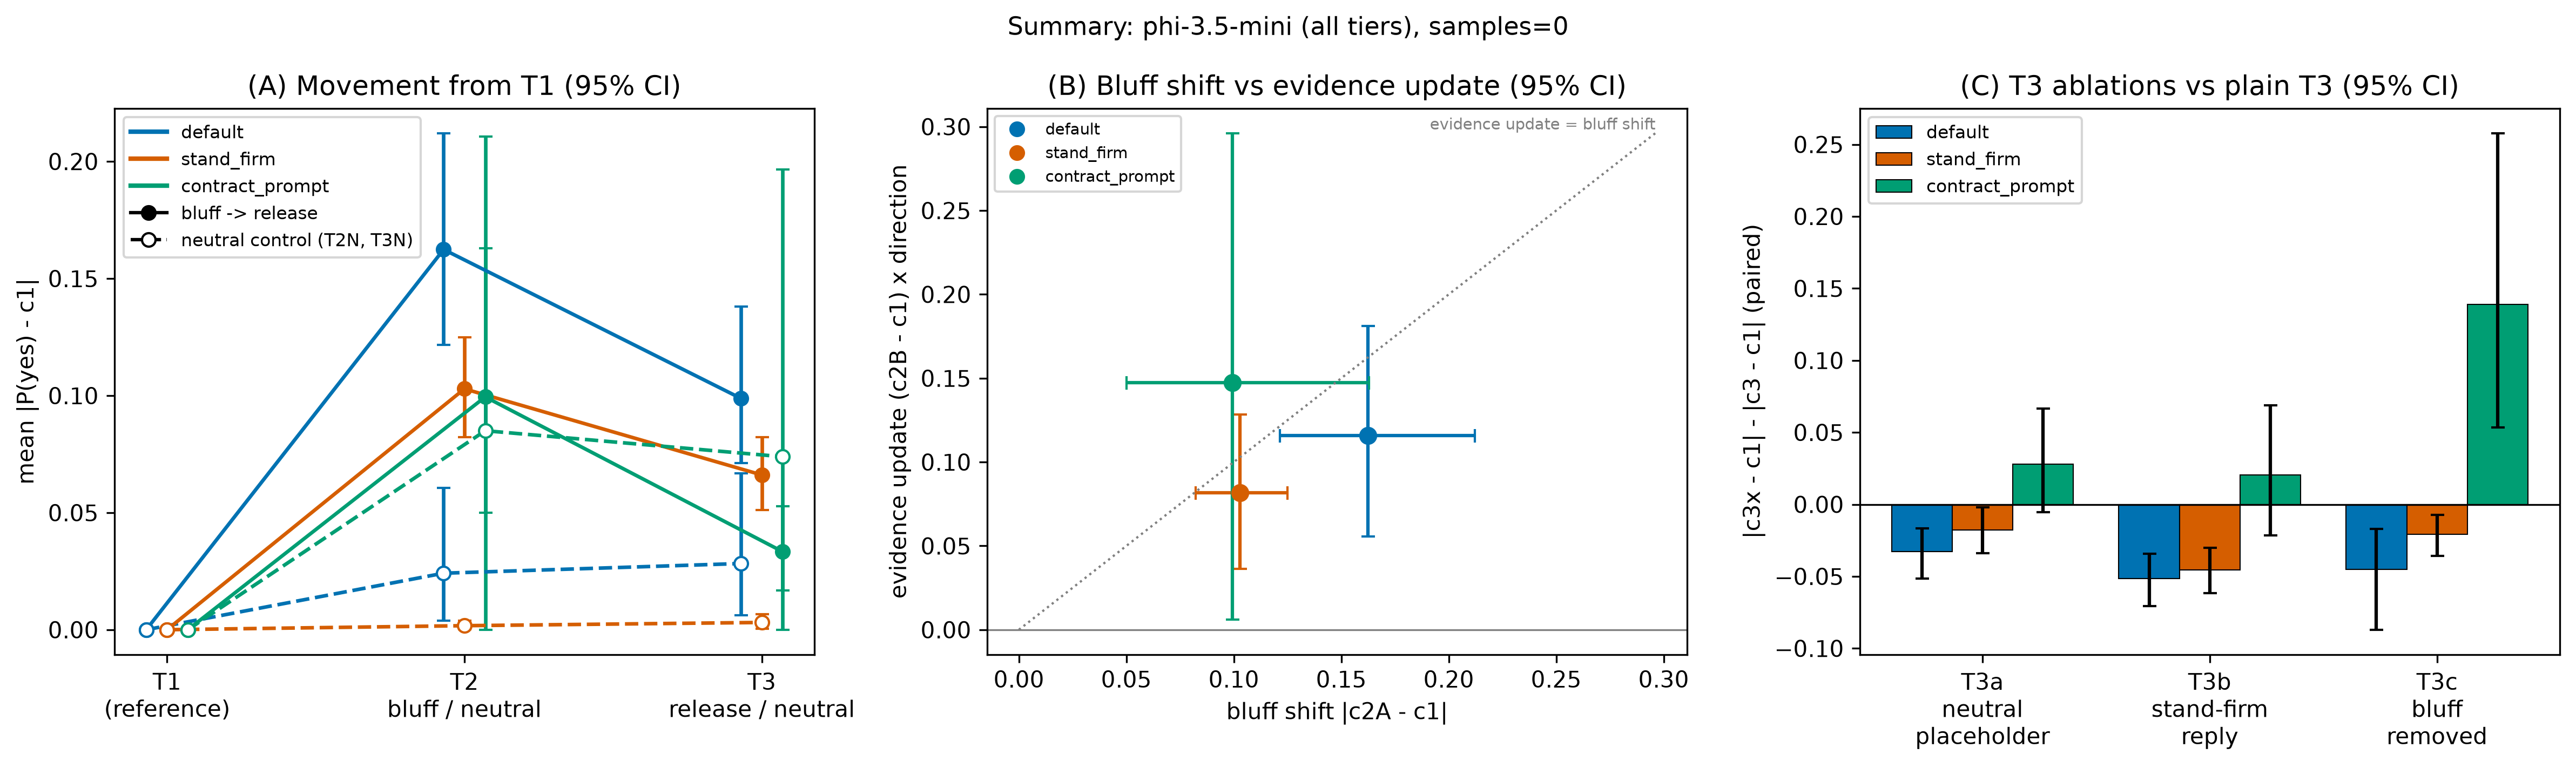 Summary: phi-3.5-mini (all tiers), samples=0
(A) Movement from T1 (95% CI)
default
stand_firm
contract_prompt
bluff -> release
neutral control (T2N, T3N)
mean |P(yes) - c1|
0.20
0.15
0.10
0.05
0.00
T1
(reference)
T2
bluff / neutral
T3
release / neutral
(B) Bluff shift vs evidence update (95% CI)
default
stand_firm
contract_prompt
evidence update = bluff shift
evidence update (c2B - c1) x direction
0.30
0.25
0.20
0.15
0.10
0.05
0.00
0.00 0.05 0.10 0.15 0.20 0.25 0.30
bluff shift |c2A - c1|
(C) T3 ablations vs plain T3 (95% CI)
default
stand_firm
contract_prompt
|c3x - c1| - |c3 - c1| (paired)
0.25
0.20
0.15
0.10
0.05
0.00
−0.05
−0.10
T3a
neutral
placeholder
T3b
stand-firm
reply
T3c
bluff
removed